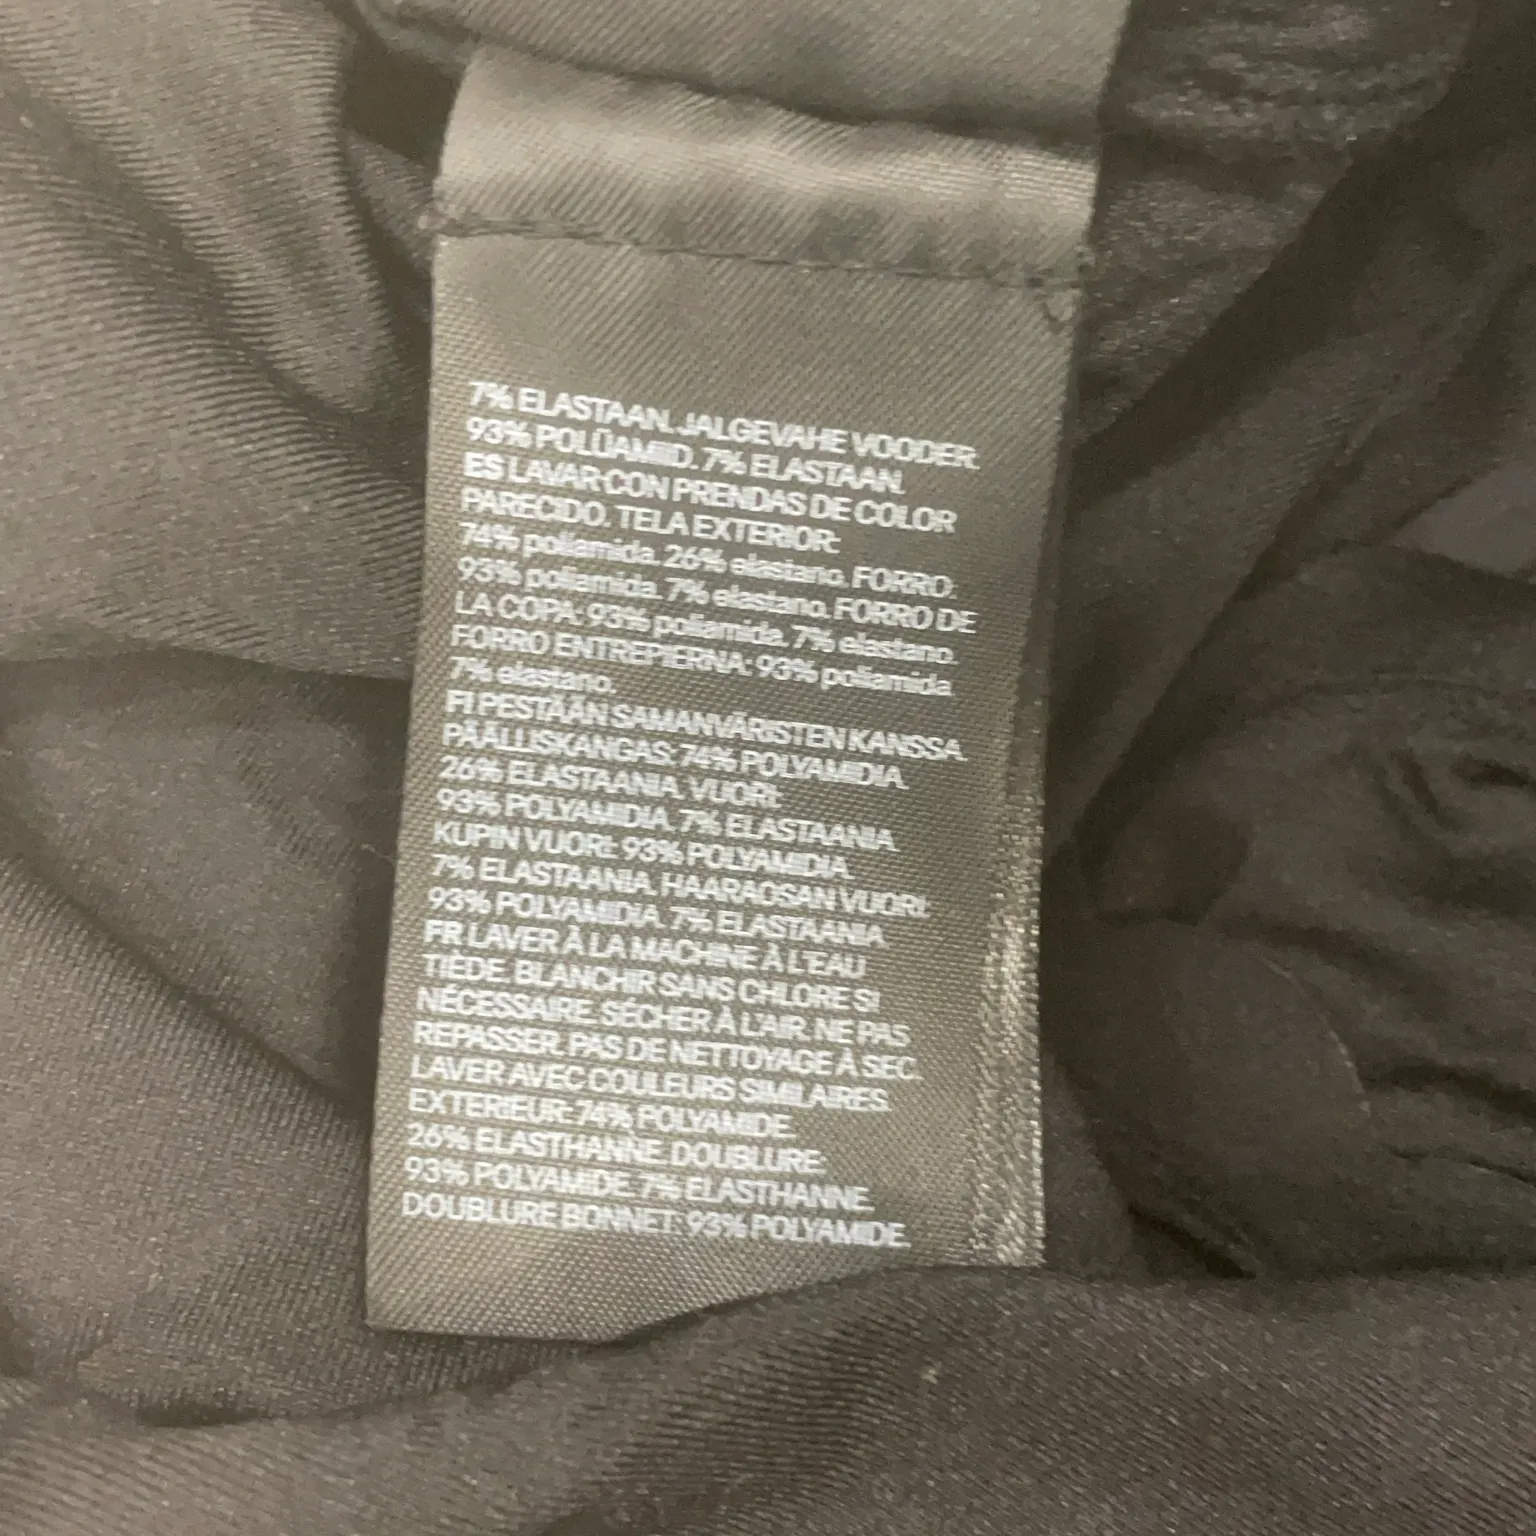 7% ELASTAAN. JALGEVAHE VOODER:
93% POLÜAMIID. 7% ELASTAAN.
ES LAVAR CON PRENDAS DE COLOR
PARECIDO. TELA EXTERIOR:
74% poliamida. 26% elastano. FORRO:
93% poliamida. 7% elastano. FORRO DE
LA COPA: 93% poliamida. 7% elastano.
FORRO ENTREPIERNA: 93% poliamida.
7% elastano.
FI PESTÄÄN SAMANVÄRISTEN KANSSA.
PÄÄLLISKANGAS: 74% POLYAMIDIA.
26% ELASTAANIA. VUORI:
93% POLYAMIDIA. 7% ELASTAANIA.
KUPIN VUORI: 93% POLYAMIDIA.
7% ELASTAANIA. HAARAOSAN VUORI:
93% POLYAMIDIA. 7% ELASTAANIA.
FR LAVER À LA MACHINE À L'EAU
TIÈDE. BLANCHIR SANS CHLORE SI
NÉCESSAIRE. SÉCHER À L'AIR. NE PAS
REPASSER. PAS DE NETTOYAGE À SEC.
LAVER AVEC COULEURS SIMILAIRES.
EXTERIEUR: 74% POLYAMIDE.
26% ELASTHANNE. DOUBLURE:
93% POLYAMIDE. 7% ELASTHANNE.
DOUBLURE BONNET: 93% POLYAMIDE.